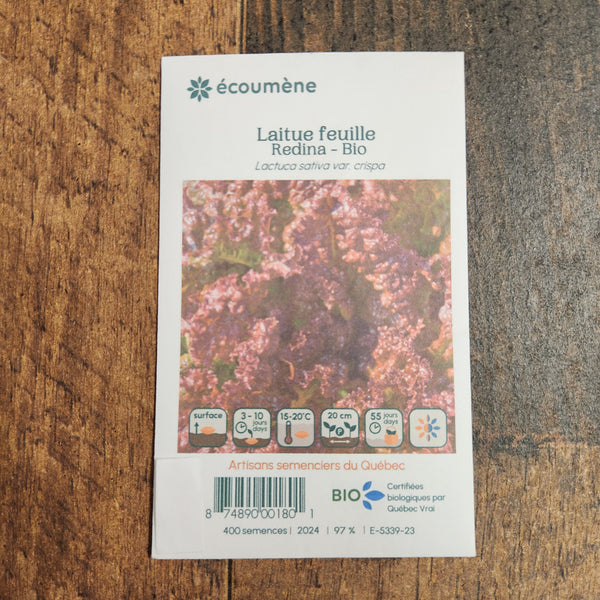 écoumène
Laitue feuille
Redina - Bio
Lactuca sativa var. crispa
surface
3 - 10
jours
days
15-20°C
20 cm
P
55 jours
days
Artisans semenciers du Québec
8 74890 00180 1
BIO
Certifiées
biologiques par
Québec Vrai
400 semences | 2024 | 97 % | E-5339-23